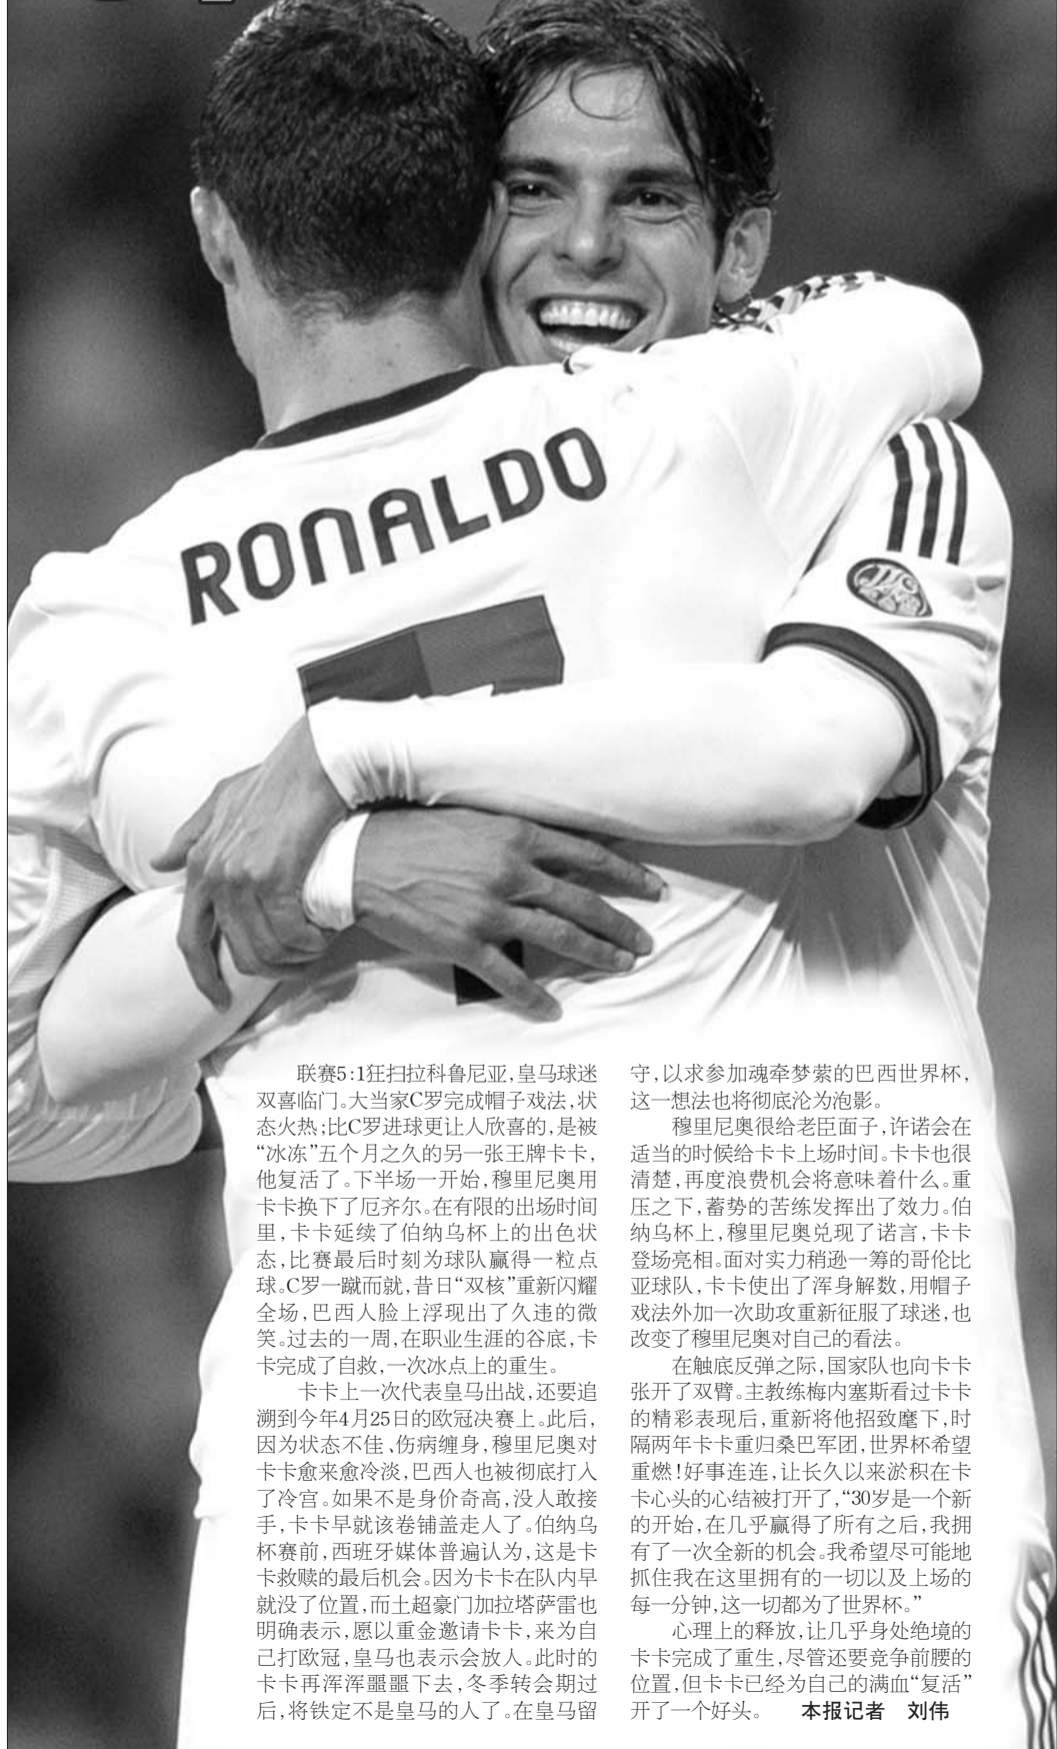 RONALDO
7
联赛5:1狂扫拉科鲁尼亚,皇马球迷
双喜临门。大当家C罗完成帽子戏法,状
态火热;比C罗进球更让人欣喜的,是被
“冰冻”五个月之久的另一张王牌卡卡,
他复活了。下半场一开始,穆里尼奥用
卡卡换下了厄齐尔。在有限的出场时间
里,卡卡延续了伯纳乌杯上的出色状
态,比赛最后时刻为球队赢得一粒点
球。C罗一蹴而就,昔日“双核”重新闪耀
全场,巴西人脸上浮现出了久违的微
笑。过去的一周,在职业生涯的谷底,卡
卡完成了自救,一次冰点上的重生。
卡卡上一次代表皇马出战,还要追
溯到今年4月25日的欧冠决赛上。此后,
因为状态不佳、伤病缠身,穆里尼奥对
卡卡愈来愈冷淡,巴西人也被彻底打入
了冷宫。如果不是身价奇高,没人敢接
手,卡卡早就该卷铺盖走人了。伯纳乌
杯赛前,西班牙媒体普遍认为,这是卡
卡救赎的最后机会。因为卡卡在队内早
就没了位置,而土超豪门加拉塔萨雷也
明确表示,愿以重金邀请卡卡,来为自
己打欧冠,皇马也表示会放人。此时的
卡卡再浑浑噩噩下去,冬季转会期过
后,将铁定不是皇马的人了。在皇马留
守,以求参加魂牵梦萦的巴西世界杯,
这一想法也将彻底沦为泡影。
穆里尼奥很给老臣面子,许诺会在
适当的时候给卡卡上场时间。卡卡也很
清楚,再度浪费机会将意味着什么。重
压之下,蓄势的苦练发挥出了效力。伯
纳乌杯上,穆里尼奥兑现了诺言,卡卡
登场亮相。面对实力稍逊一筹的哥伦比
亚球队,卡卡使出了浑身解数,用帽子
戏法外加一次助攻重新征服了球迷,也
改变了穆里尼奥对自己的看法。
在触底反弹之际,国家队也向卡卡
张开了双臂。主教练梅内塞斯看过卡卡
的精彩表现后,重新将他招致麾下,时
隔两年卡卡重归桑巴军团,世界杯希望
重燃!好事连连,让长久以来淤积在卡
卡心头的心结被打开了,“30岁是一个新
的开始,在几乎赢得了所有之后,我拥
有了一次全新的机会。我希望尽可能地
抓住我在这里拥有的一切以及上场的
每一分钟,这一切都为了世界杯。”
心理上的释放,让几乎身处绝境的
卡卡完成了重生,尽管还要竞争前腰的
位置,但卡卡已经为自己的满血“复活”
开了一个好头。 本报记者 刘伟